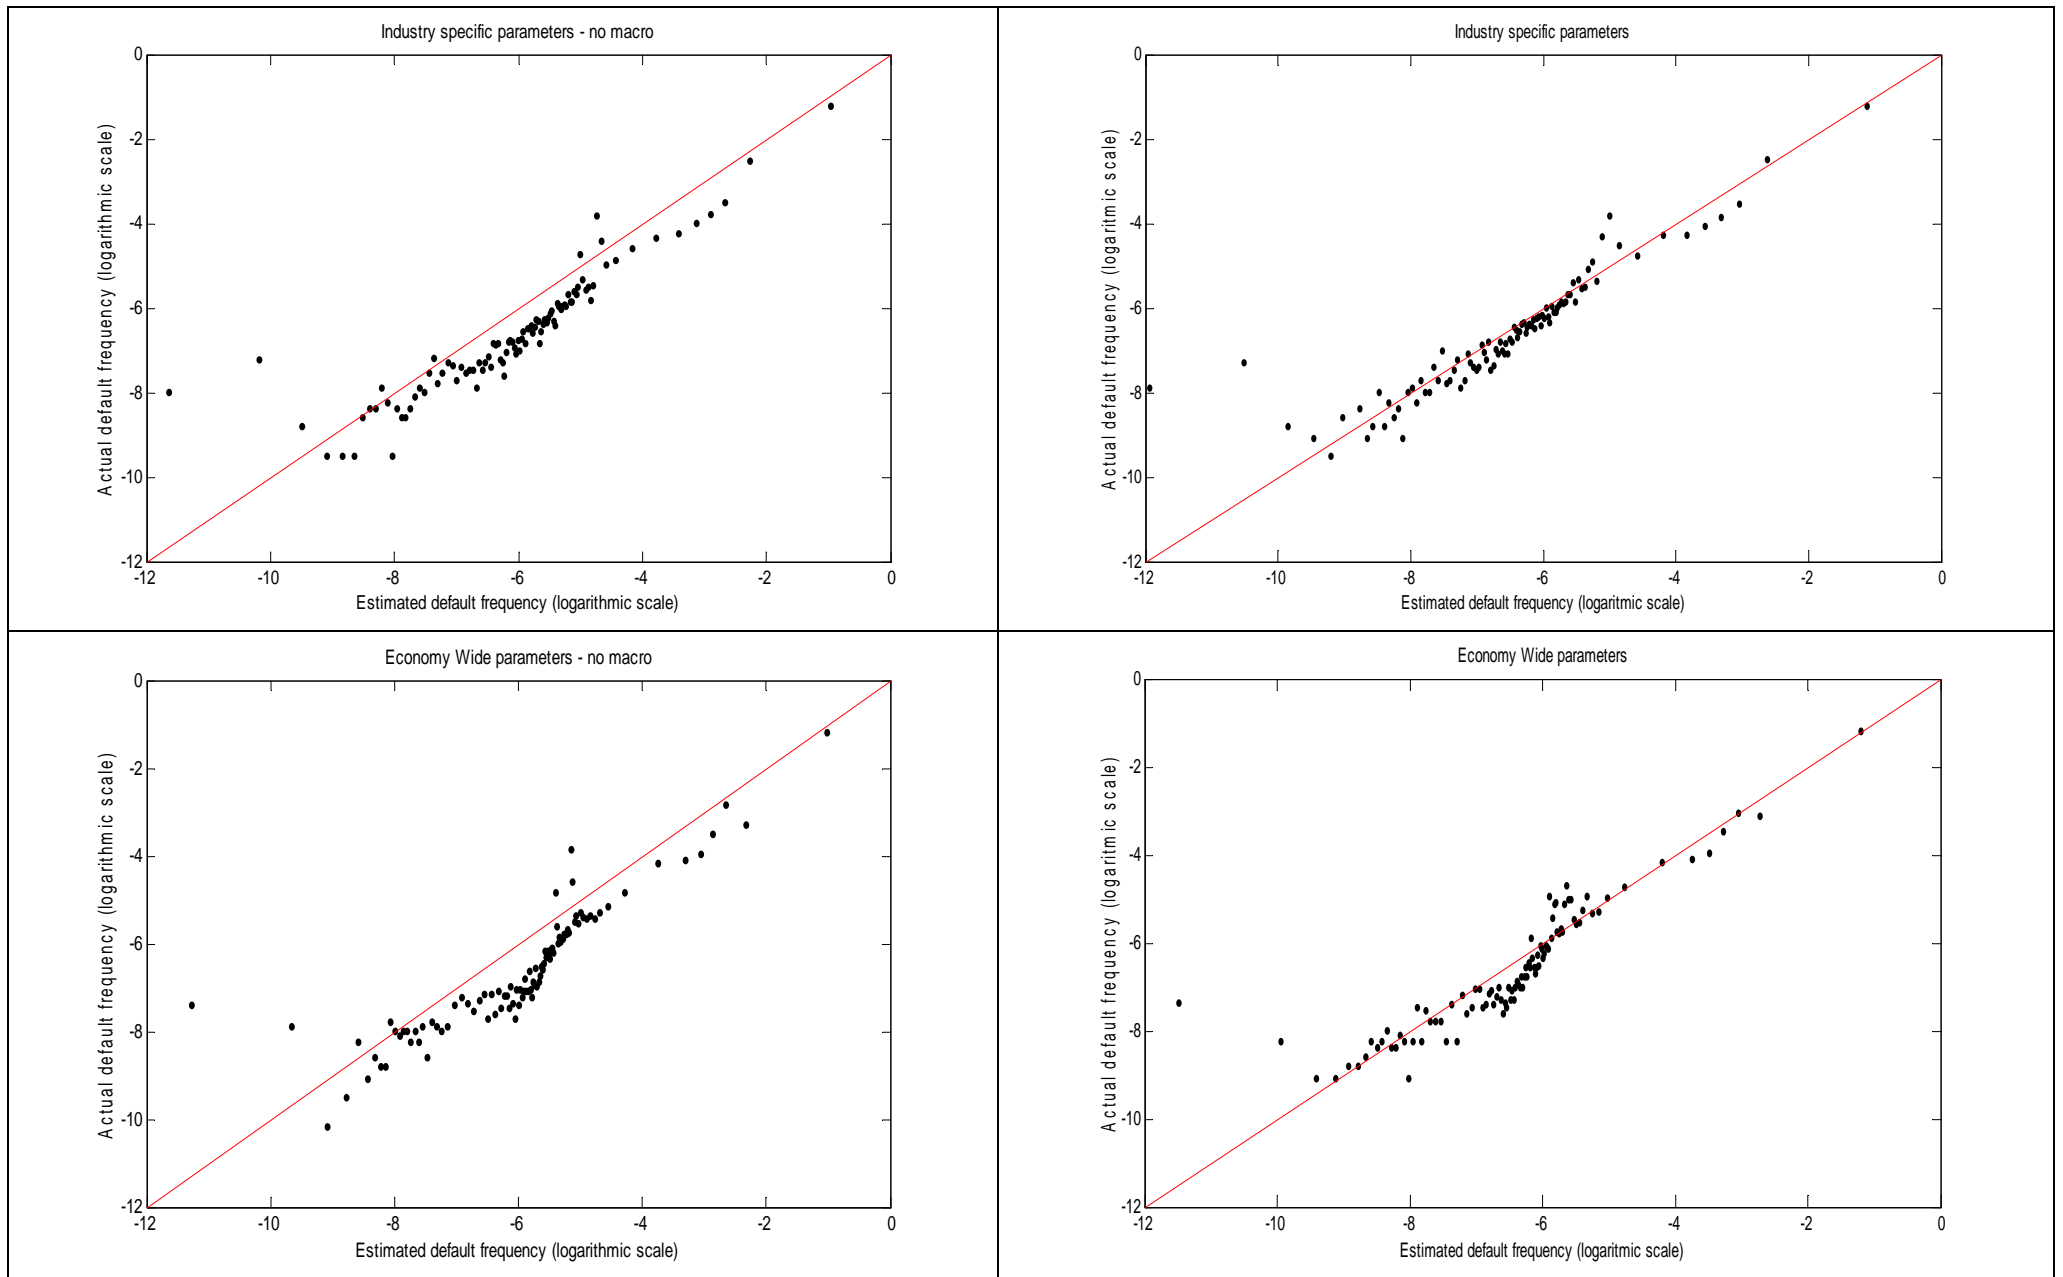 Industry specific parameters - no macro
0
-2
-4
-6
-8
-10
-12
Actual default frequency (logarithmic scale)
-12 -10 -8 -6 -4 -2 0
Estimated default frequency (logarithmic scale)
Industry specific parameters
0
-2
-4
-6
-8
-10
-12
Actual default frequency (logaritmic scale)
-12 -10 -8 -6 -4 -2 0
Estimated default frequency (logaritmic scale)
Economy Wide parameters - no macro
0
-2
-4
-6
-8
-10
-12
Actual default frequency (logarithmic scale)
-12 -10 -8 -6 -4 -2 0
Estimated default frequency (logarithmic scale)
Economy Wide parameters
0
-2
-4
-6
-8
-10
-12
Actual default frequency (logaritmic scale)
-12 -10 -8 -6 -4 -2 0
Estimated default frequency (logaritmic scale)